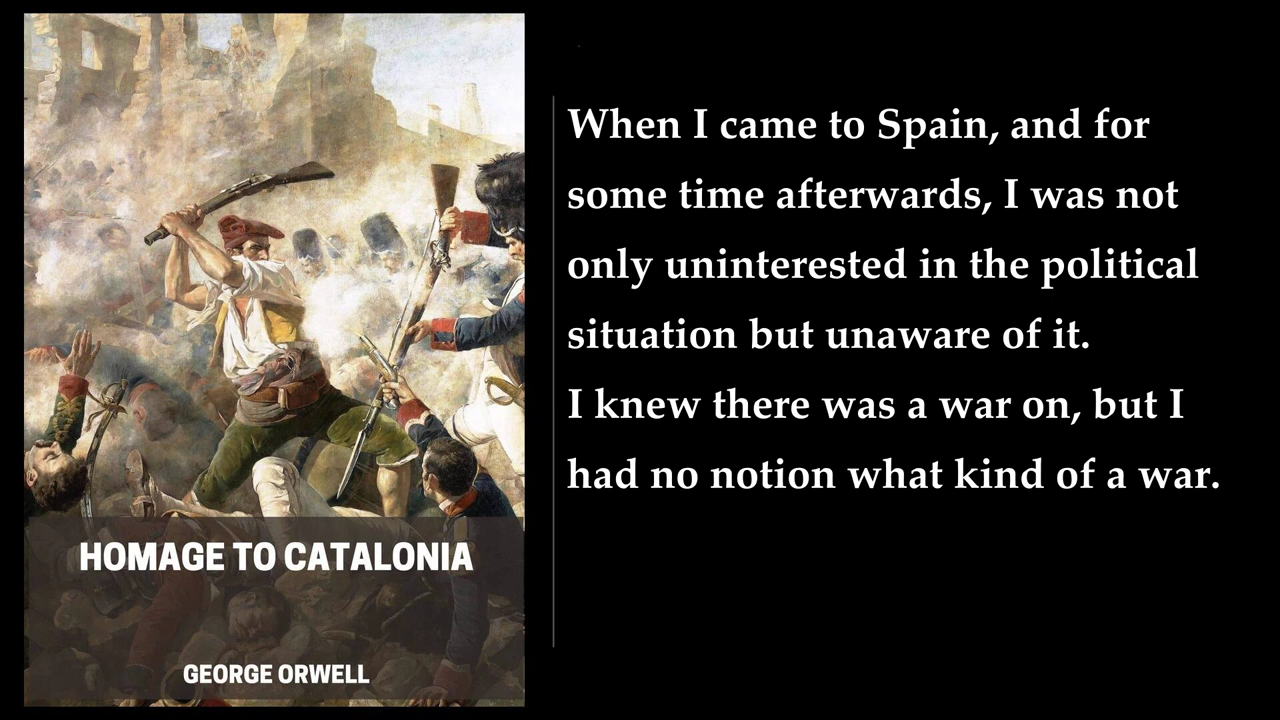 HOMAGE TO CATALONIA
GEORGE ORWELL
When I came to Spain, and for
some time afterwards, I was not
only uninterested in the political
situation but unaware of it.
I knew there was a war on, but I
had no notion what kind of a war.